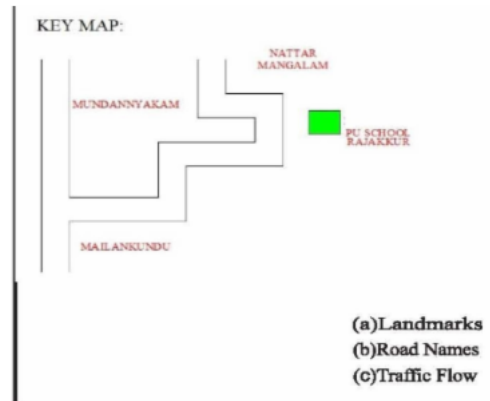 KEY MAP:
NATTAR
MANGALAM
MUNDANNYAKAM
PU SCHOOL
RAJAKKUR
MAILANKUNDU
(a)Landmarks
(b)Road Names
(c)Traffic Flow